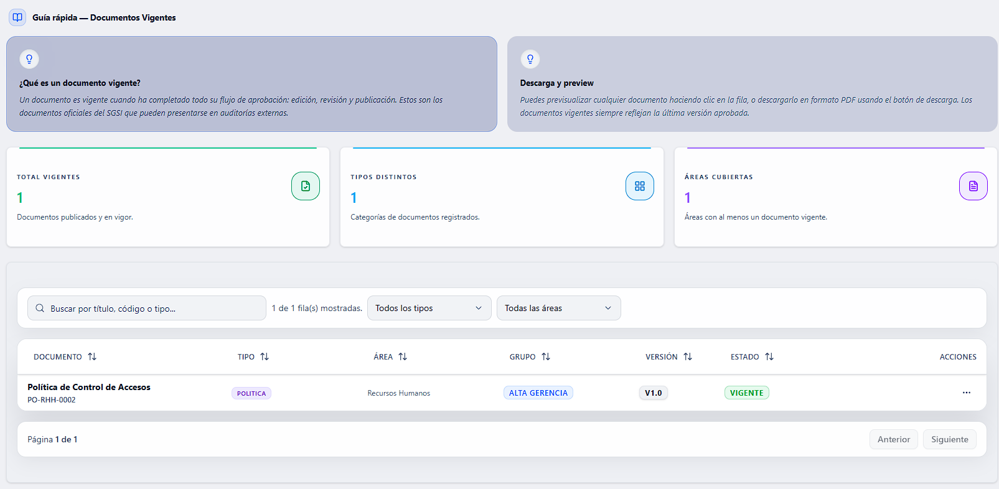 Guía rápida — Documentos Vigentes
¿Qué es un documento vigente?
Un documento es vigente cuando ha completado todo su flujo de aprobación: edición, revisión y publicación. Estos son los
documentos oficiales del SGSI que pueden presentarse en auditorías externas.
Descarga y preview
Puedes previsualizar cualquier documento haciendo clic en la fila, o descargarlo en formato PDF usando el botón de descarga. Los
documentos vigentes siempre reflejan la última versión aprobada.
TOTAL VIGENTES
1
Documentos publicados y en vigor.
TIPOS DISTINTOS
1
Categorías de documentos registrados.
ÁREAS CUBIERTAS
1
Áreas con al menos un documento vigente.
Buscar por título, código o tipo... 1 de 1 fila(s) mostradas. Todos los tipos Todas las áreas
DOCUMENTO TIPO ÁREA GRUPO VERSIÓN ESTADO ACCIONES
Política de Control de Accesos
PO-RHH-0002
POLITICA Recursos Humanos ALTA GERENCIA V1.0 VIGENTE ...
Página 1 de 1 Anterior Siguiente